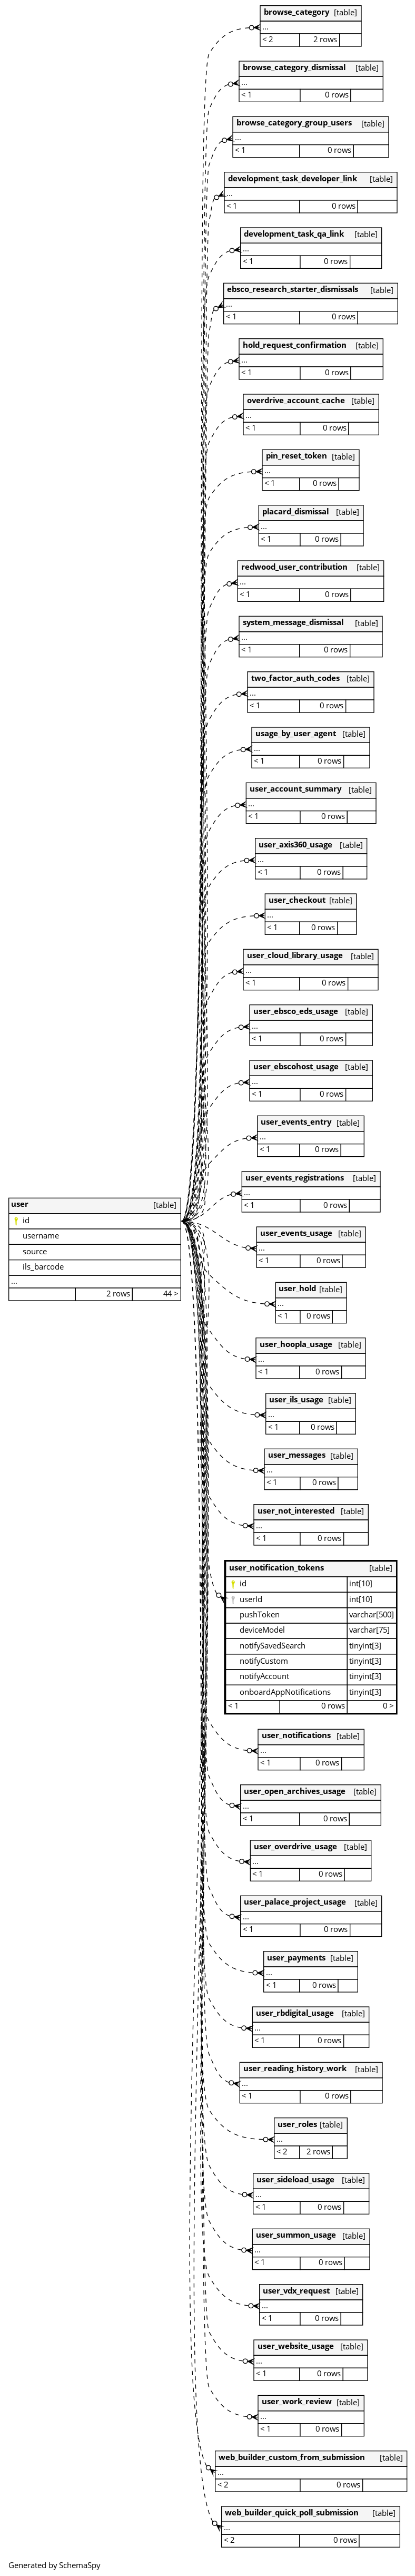 browse_category [table]
...
< 2 2 rows
browse_category_dismissal [table]
...
< 1 0 rows
browse_category_group_users [table]
...
< 1 0 rows
development_task_developer_link [table]
...
< 1 0 rows
development_task_qa_link [table]
...
< 1 0 rows
ebsco_research_starter_dismissals [table]
...
< 1 0 rows
hold_request_confirmation [table]
...
< 1 0 rows
overdrive_account_cache [table]
...
< 1 0 rows
pin_reset_token [table]
...
< 1 0 rows
placard_dismissal [table]
...
< 1 0 rows
redwood_user_contribution [table]
...
< 1 0 rows
system_message_dismissal [table]
...
< 1 0 rows
two_factor_auth_codes [table]
...
< 1 0 rows
usage_by_user_agent [table]
...
< 1 0 rows
user_account_summary [table]
...
< 1 0 rows
user_axis360_usage [table]
...
< 1 0 rows
user_checkout [table]
...
< 1 0 rows
user_cloud_library_usage [table]
...
< 1 0 rows
user_ebsco_eds_usage [table]
...
< 1 0 rows
user_ebscohost_usage [table]
...
< 1 0 rows
user_events_entry [table]
...
< 1 0 rows
user_events_registrations [table]
...
< 1 0 rows
user [table]
id
username
source
ils_barcode
...
2 rows 44 >
user_events_usage [table]
...
< 1 0 rows
user_hold [table]
...
< 1 0 rows
user_hoopla_usage [table]
...
< 1 0 rows
user_ils_usage [table]
...
< 1 0 rows
user_messages [table]
...
< 1 0 rows
user_not_interested [table]
...
< 1 0 rows
user_notification_tokens [table]
id int[10]
userId int[10]
pushToken varchar[500]
deviceModel varchar[75]
notifySavedSearch tinyint[3]
notifyCustom tinyint[3]
notifyAccount tinyint[3]
onboardAppNotifications tinyint[3]
< 1 0 rows 0 >
user_notifications [table]
...
< 1 0 rows
user_open_archives_usage [table]
...
< 1 0 rows
user_overdrive_usage [table]
...
< 1 0 rows
user_palace_project_usage [table]
...
< 1 0 rows
user_payments [table]
...
< 1 0 rows
user_rbdigital_usage [table]
...
< 1 0 rows
user_reading_history_work [table]
...
< 1 0 rows
user_roles [table]
...
< 2 2 rows
user_sideload_usage [table]
...
< 1 0 rows
user_summon_usage [table]
...
< 1 0 rows
user_vdx_request [table]
...
< 1 0 rows
user_website_usage [table]
...
< 1 0 rows
user_work_review [table]
...
< 1 0 rows
web_builder_custom_from_submission [table]
...
< 2 0 rows
web_builder_quick_poll_submission [table]
...
< 2 0 rows
Generated by SchemaSpy